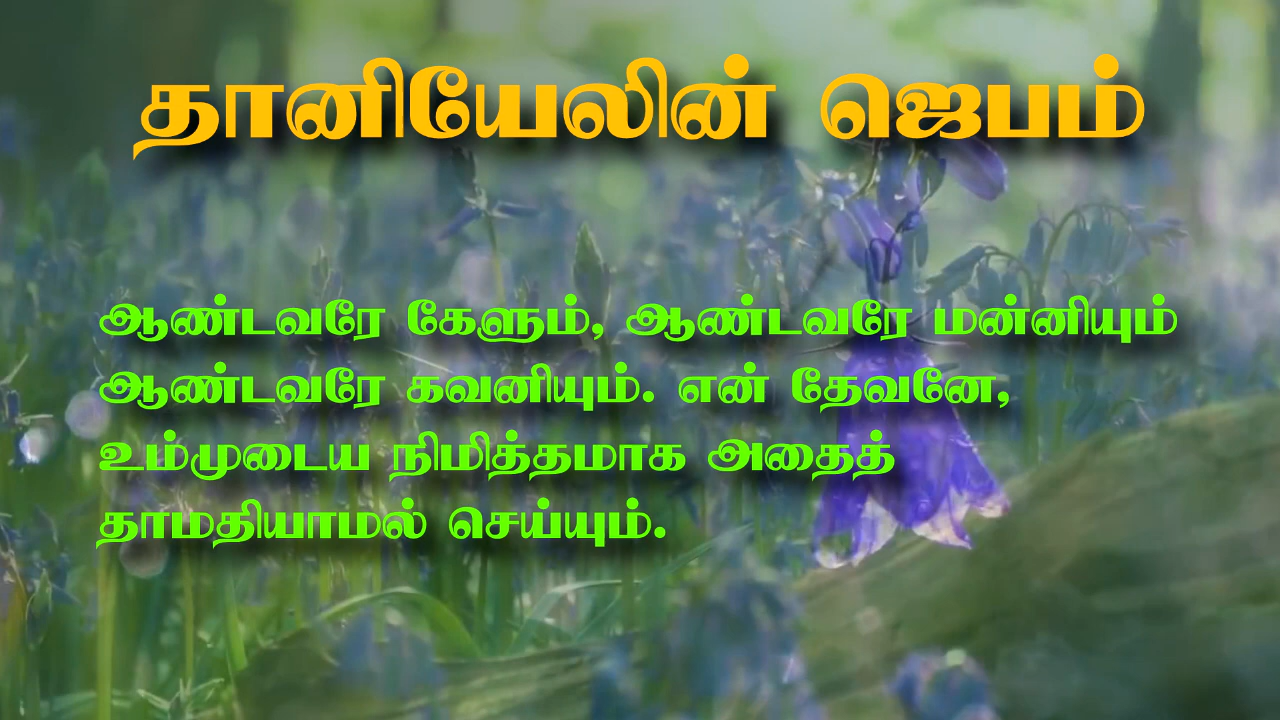 தானியேலின் ஜெபம்
ஆண்டவரே கேளும், ஆண்டவரே மன்னியும்
ஆண்டவரே கவனியும். என் தேவனே,
உம்முடைய நிமித்தமாக அதைத்
தாமதியாமல் செய்யும்.